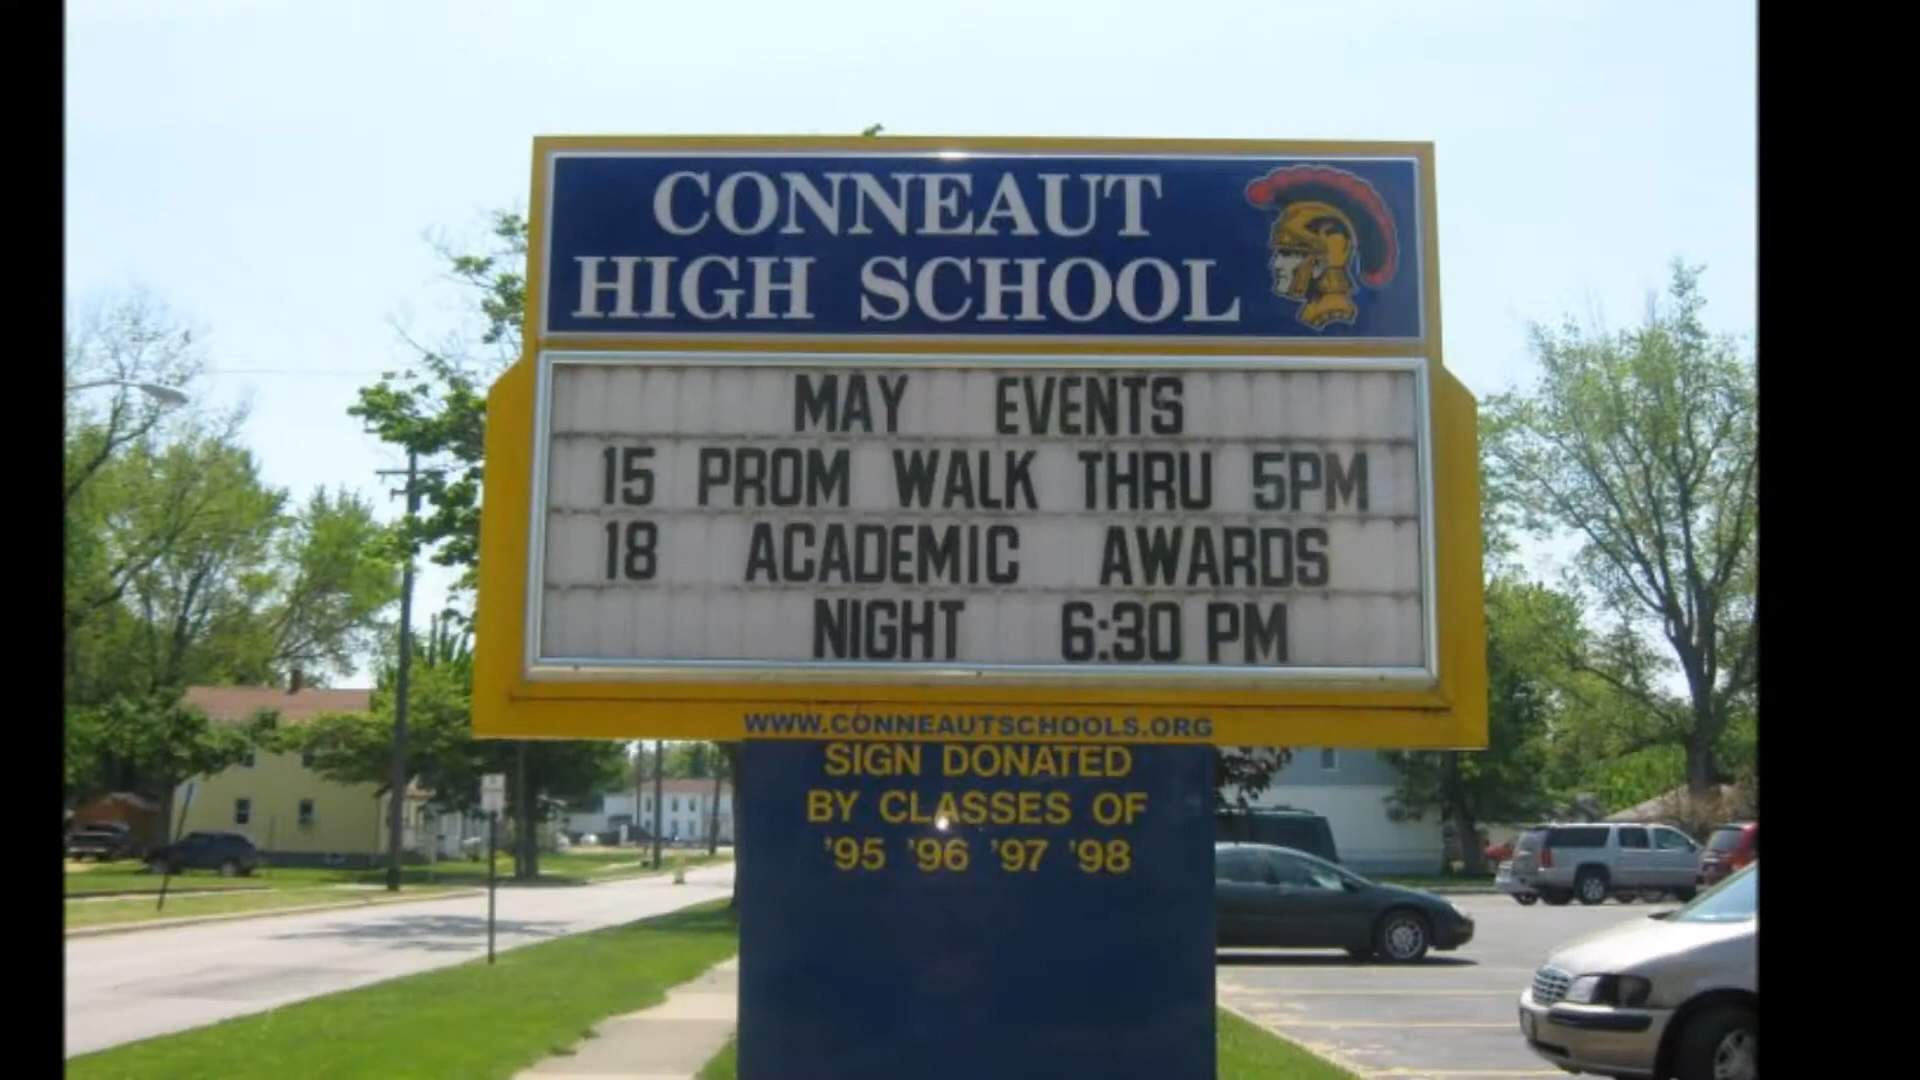 CONNEAUT
HIGH SCHOOL
MAY EVENTS
15 PROM WALK THRU 5PM
18 ACADEMIC AWARDS
NIGHT 6:30 PM
WWW.CONNEAUTSCHOOLS.ORG
SIGN DONATED
BY CLASSES OF
'95 '96 '97 '98